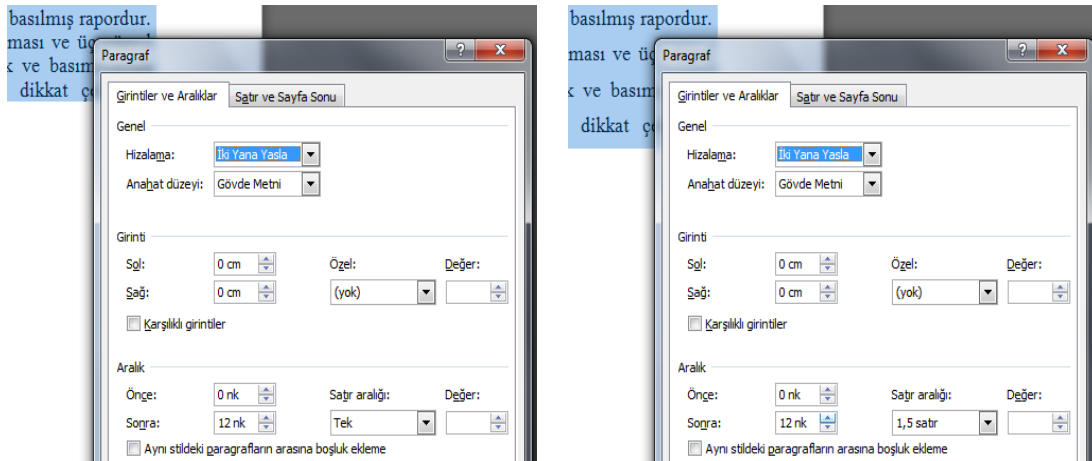 basılmış rapordur.
ması ve üç
k ve basım
dikkat
Paragraf
Girintiler ve Aralıklar Satır ve Sayfa Sonu
Genel
Hizalama: İki Yana Yasla
Anahat düzeyi: Gövde Metni
Girinti
Sol: 0 cm Özel: Değer:
Sağ: 0 cm (yok)
Karşılıklı girintiler
Aralık
Önce: 0 nk Satır aralığı: Değer:
Sonra: 12 nk Tek
Aynı stildeki paragrafların arasına boşluk ekleme
basılmış rapordur.
ması ve
k ve basım
dikkat
Paragraf
Girintiler ve Aralıklar Satır ve Sayfa Sonu
Genel
Hizalama: İki Yana Yasla
Anahat düzeyi: Gövde Metni
Girinti
Sol: 0 cm Özel: Değer:
Sağ: 0 cm (yok)
Karşılıklı girintiler
Aralık
Önce: 0 nk Satır aralığı: Değer:
Sonra: 12 nk 1,5 satır
Aynı stildeki paragrafların arasına boşluk ekleme